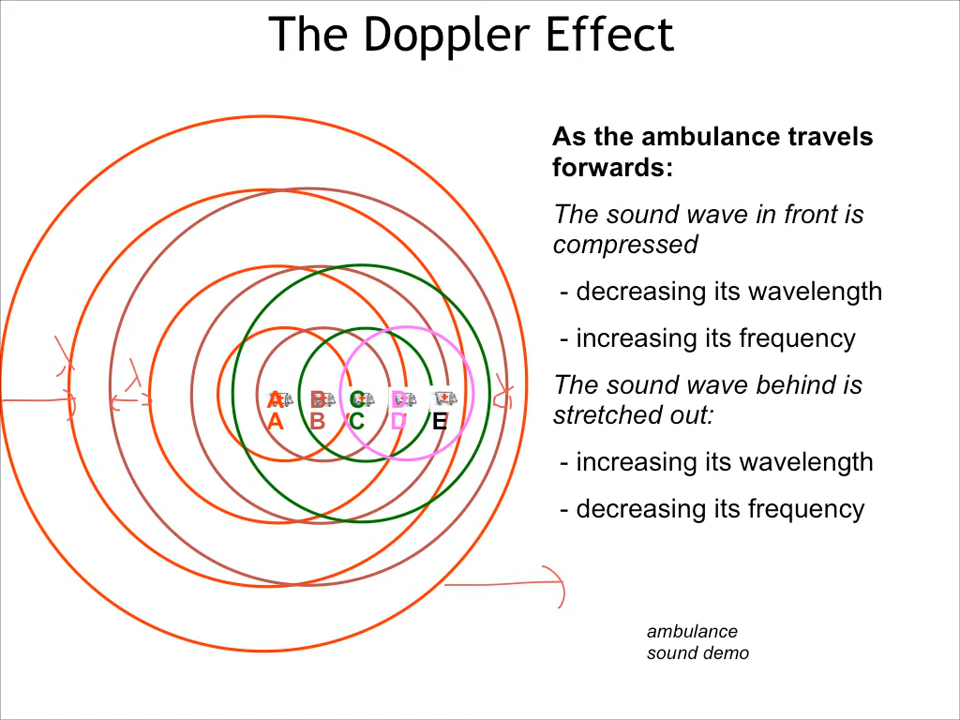 The Doppler Effect
As the ambulance travels
forwards:
The sound wave in front is
compressed
- decreasing its wavelength
- increasing its frequency
The sound wave behind is
stretched out:
- increasing its wavelength
- decreasing its frequency
λ λ
A B C D
A B C D E
ambulance
sound demo